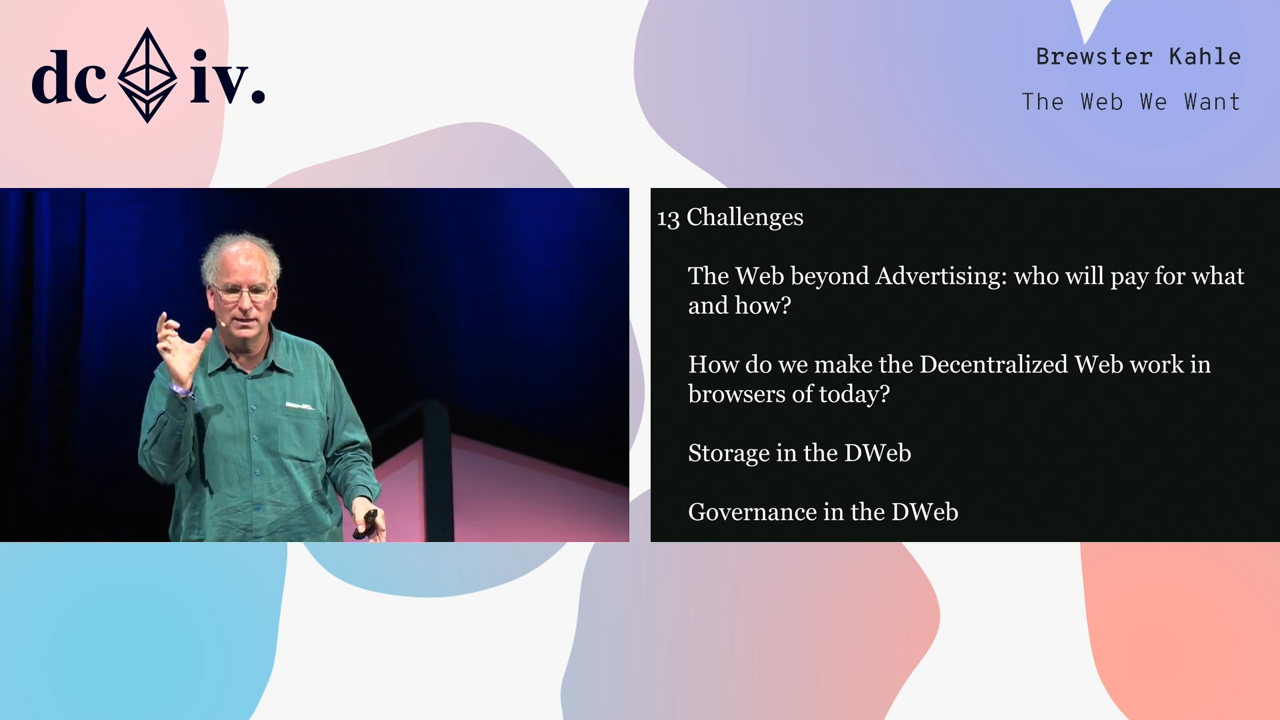 dc iv.
Brewster Kahle
The Web We Want
13 Challenges
The Web beyond Advertising: who will pay for what
and how?
How do we make the Decentralized Web work in
browsers of today?
Storage in the DWeb
Governance in the DWeb